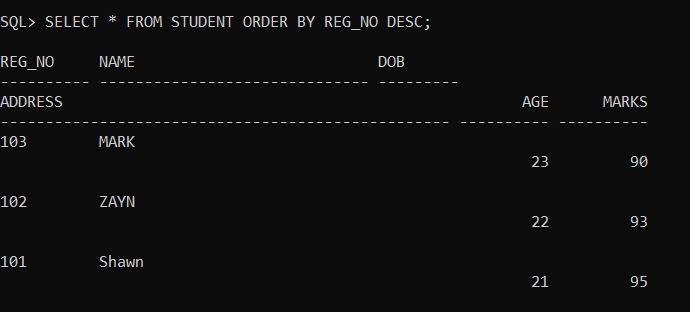 SQL> SELECT * FROM STUDENT ORDER BY REG_NO DESC;
REG_NO     NAME                           DOB
---------- ------------------------------ ---------
ADDRESS                                                   AGE      MARKS
-------------------------------------------------- ---------- ----------
103        MARK
                                                           23         90
102        ZAYN
                                                           22         93
101        Shawn
                                                           21         95